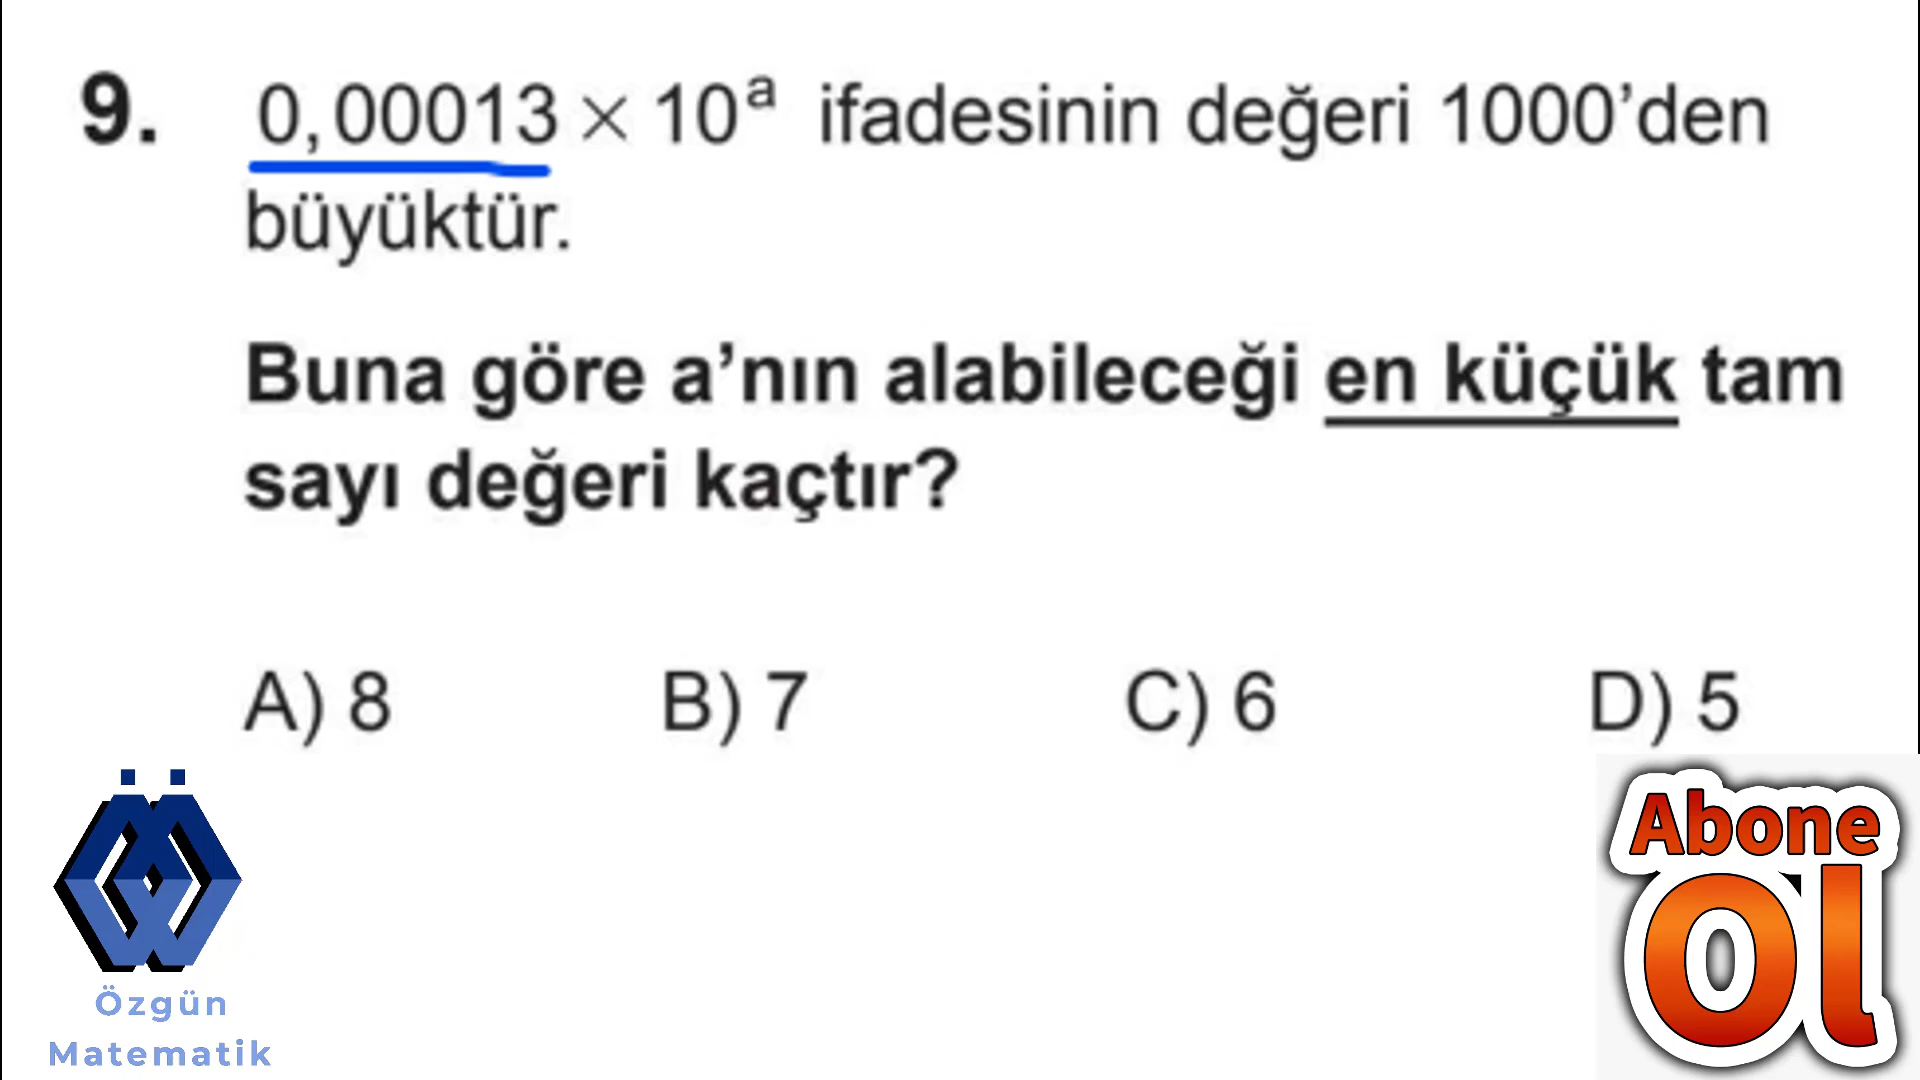 9. 0,00013 × 10ᵃ ifadesinin değeri 1000'den
büyüktür.
Buna göre a'nın alabileceği en küçük tam
sayı değeri kaçtır?
A) 8 B) 7 C) 6 D) 5
Özgün
Matematik
Abone
Ol